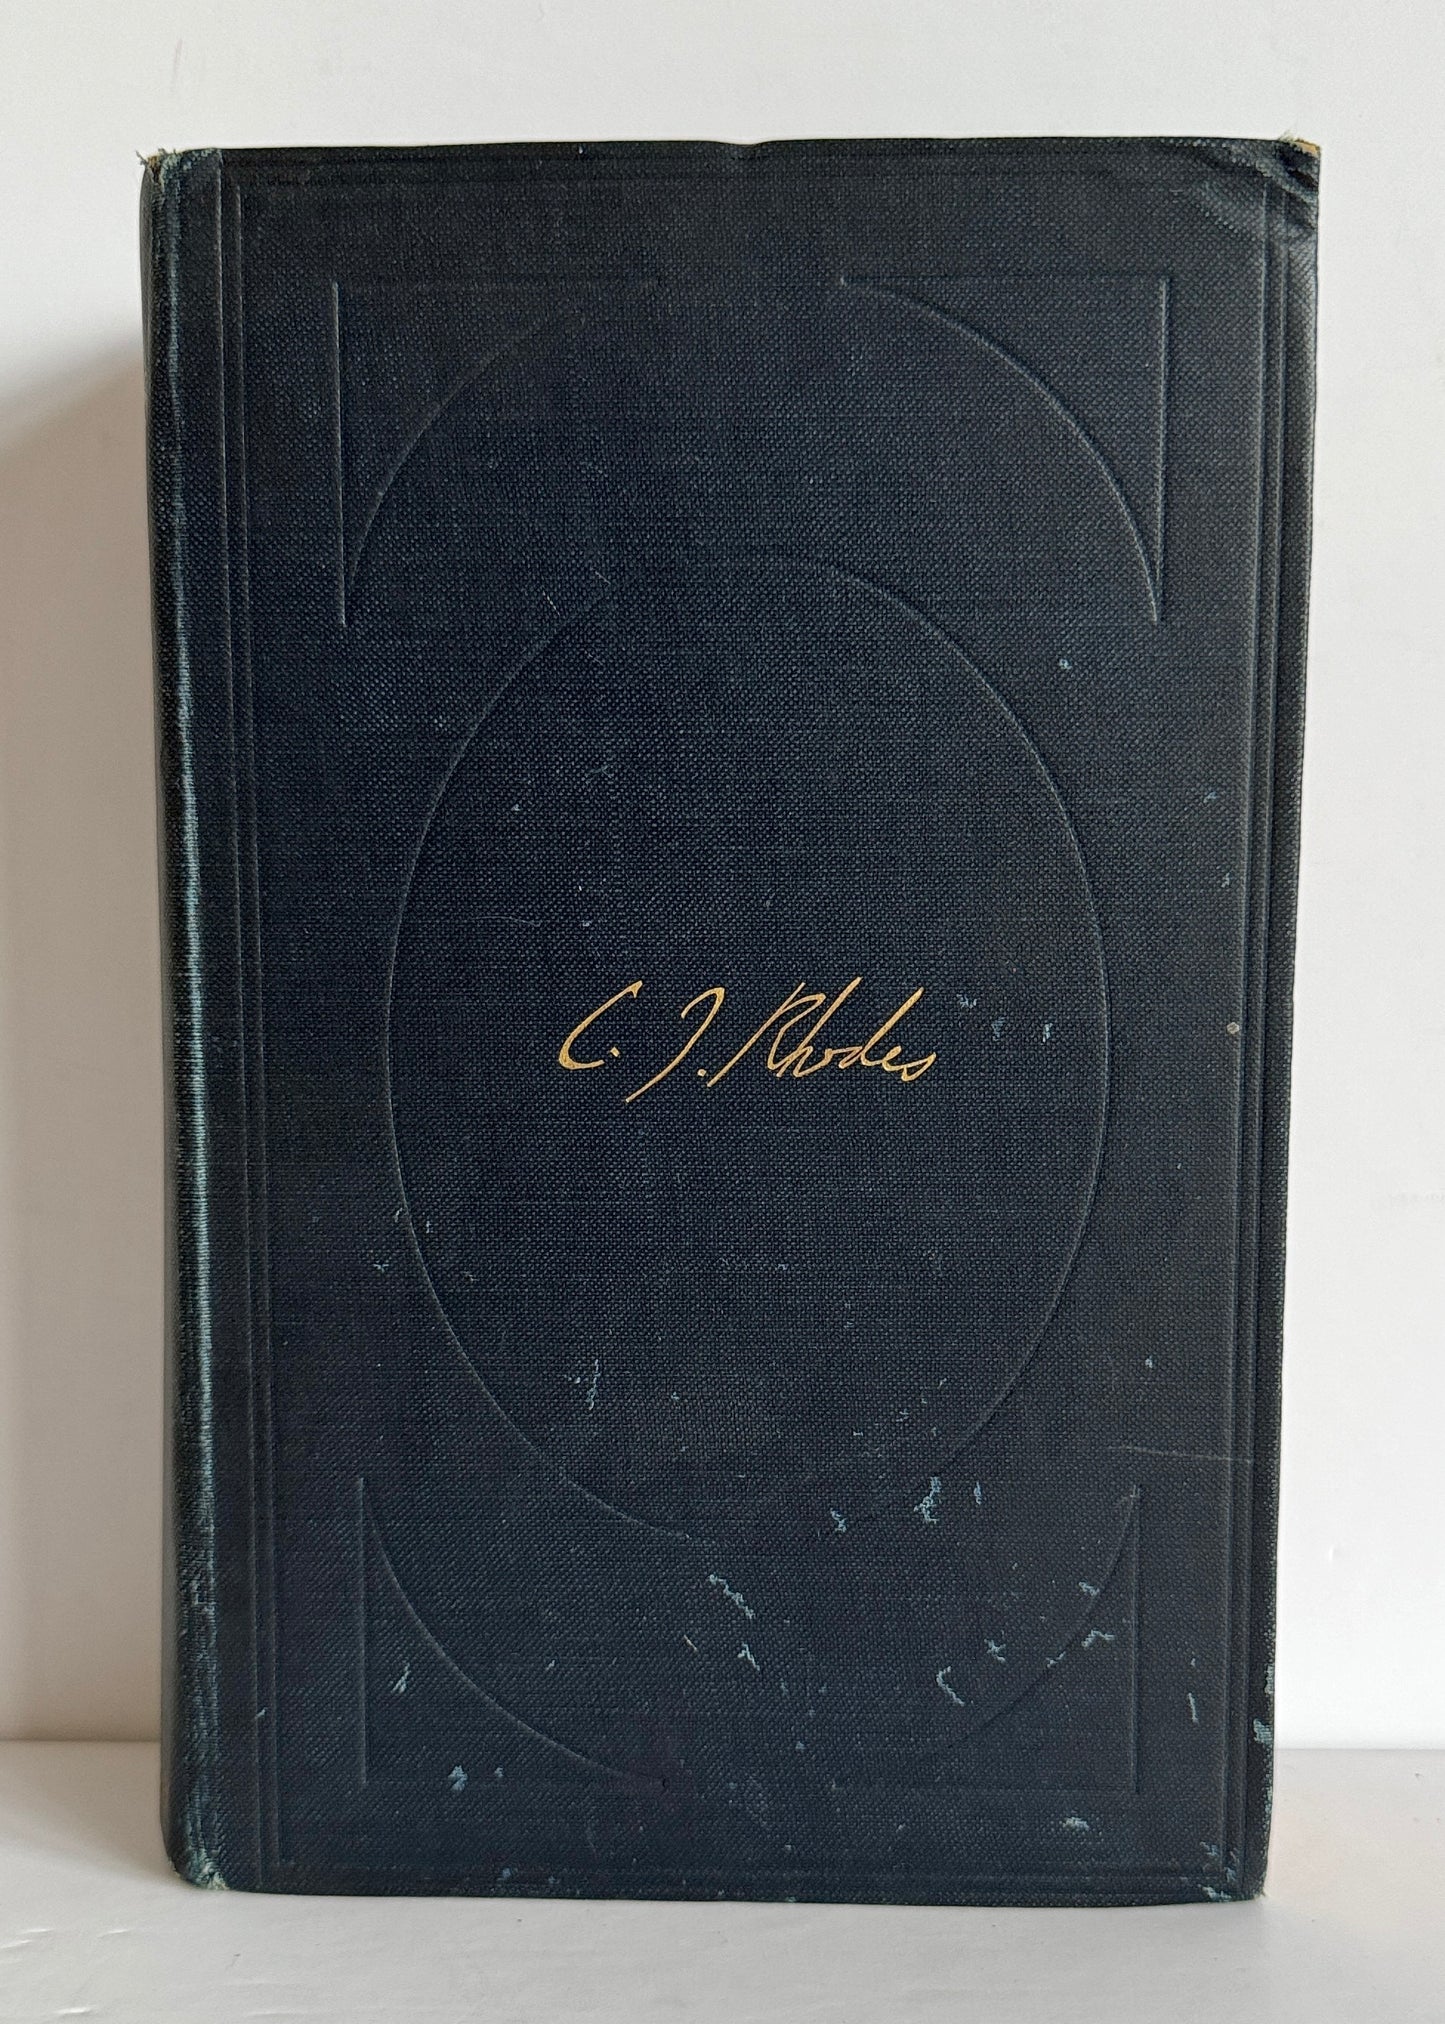 C. J. Rhodes